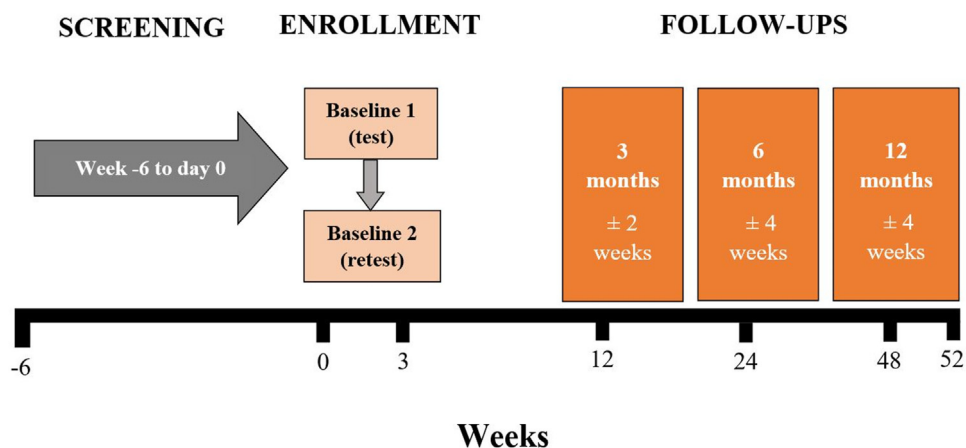 SCREENING
ENROLLMENT
FOLLOW-UPS
Week -6 to day 0
Baseline 1
(test)
Baseline 2
(retest)
3
months
± 2
weeks
6
months
± 4
weeks
12
months
± 4
weeks
-6
0
3
12
24
48
52
Weeks